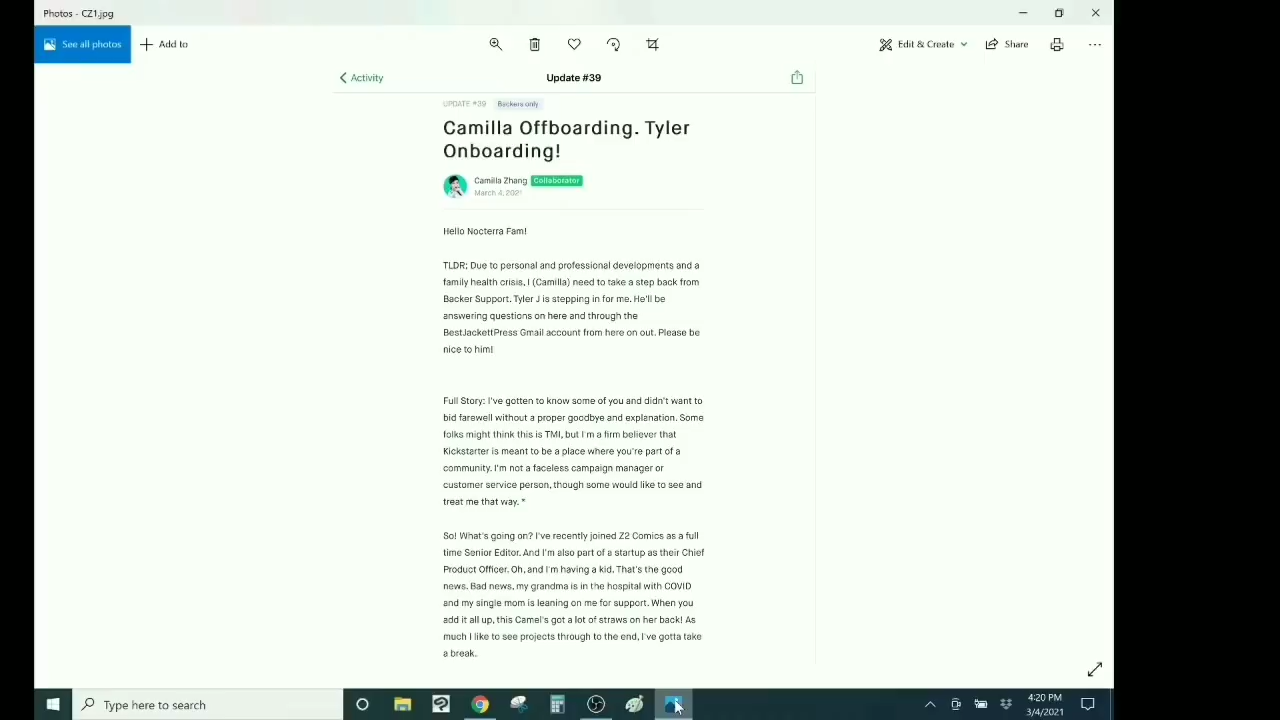 Photos - CZ1.jpg
See all photos
Add to
Edit & Create
Share
Activity
Update #39
UPDATE #39
Backers only
Camilla Offboarding. Tyler
Onboarding!
Camilla Zhang Collaborator
March 4, 2021
Hello Nocterra Fam!
TLDR; Due to personal and professional developments and a
family health crisis, I (Camilla) need to take a step back from
Backer Support. Tyler J is stepping in for me. He'll be
answering questions on here and through the
BestJackettPress Gmail account from here on out. Please be
nice to him!
Full Story: I've gotten to know some of you and didn't want to
bid farewell without a proper goodbye and explanation. Some
folks might think this is TMI, but I'm a firm believer that
Kickstarter is meant to be a place where you're part of a
community. I'm not a faceless campaign manager or
customer service person, though some would like to see and
treat me that way. *
So! What's going on? I've recently joined Z2 Comics as a full
time Senior Editor. And I'm also part of a startup as their Chief
Product Officer. Oh, and I'm having a kid. That's the good
news. Bad news, my grandma is in the hospital with COVID
and my single mom is leaning on me for support. When you
add it all up, this Camel's got a lot of straws on her back! As
much I like to see projects through to the end, I've gotta take
a break..
Type here to search
4:20 PM
3/4/2021